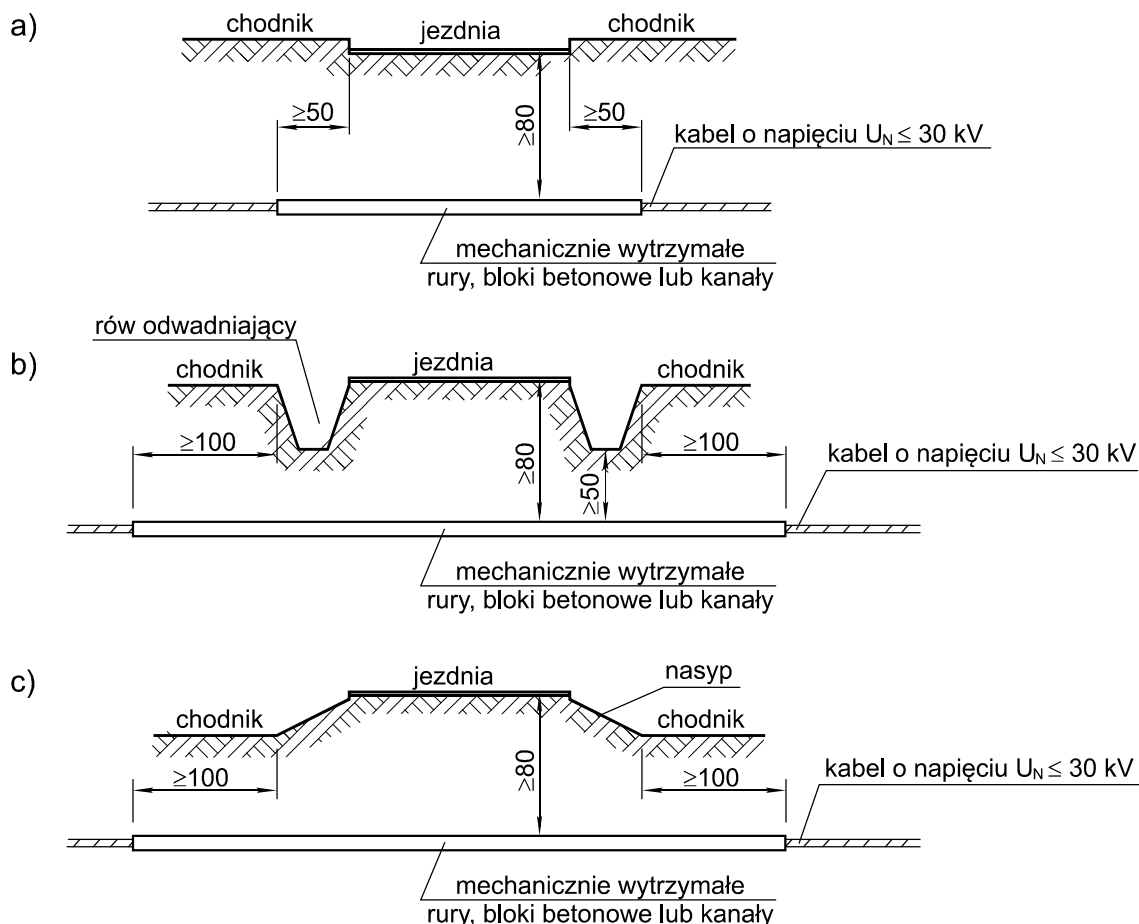 a)
chodnik
jezdnia
chodnik
≥50
≥80
≥50
kabel o napięciu U_N ≤ 30 kV
mechanicznie wytrzymałe
rury, bloki betonowe lub kanały
rów odwadniający
b)
chodnik
jezdnia
chodnik
≥100
≥80
≥50
≥100
kabel o napięciu U_N ≤ 30 kV
mechanicznie wytrzymałe
rury, bloki betonowe lub kanały
c)
jezdnia
nasyp
chodnik
chodnik
≥100
≥80
≥100
kabel o napięciu U_N ≤ 30 kV
mechanicznie wytrzymałe
rury, bloki betonowe lub kanały